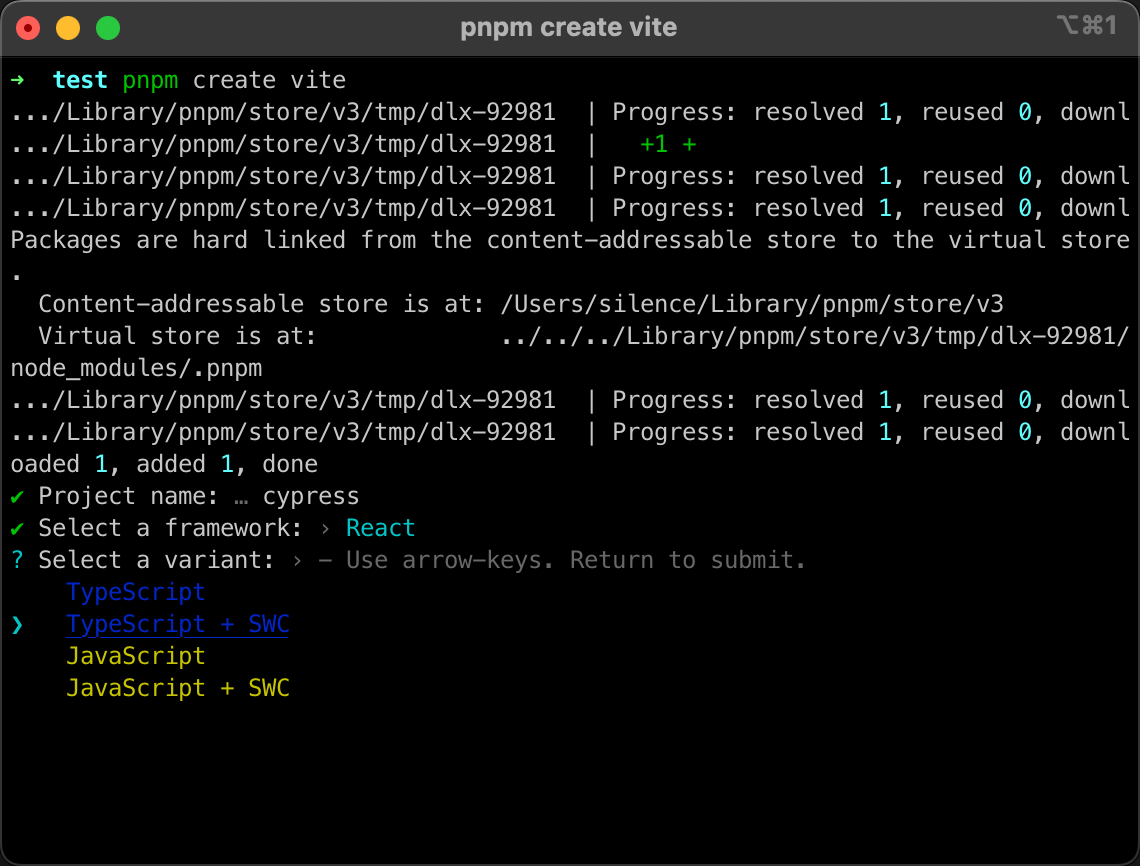 pnpm create vite
⌥⌘1
→ test pnpm create vite
.../Library/pnpm/store/v3/tmp/dlx-92981 | Progress: resolved 1, reused 0, downl
.../Library/pnpm/store/v3/tmp/dlx-92981 | +1 +
.../Library/pnpm/store/v3/tmp/dlx-92981 | Progress: resolved 1, reused 0, downl
.../Library/pnpm/store/v3/tmp/dlx-92981 | Progress: resolved 1, reused 0, downl
Packages are hard linked from the content-addressable store to the virtual store
.
Content-addressable store is at: /Users/silence/Library/pnpm/store/v3
Virtual store is at: ../../../Library/pnpm/store/v3/tmp/dlx-92981/
node_modules/.pnpm
.../Library/pnpm/store/v3/tmp/dlx-92981 | Progress: resolved 1, reused 0, downl
.../Library/pnpm/store/v3/tmp/dlx-92981 | Progress: resolved 1, reused 0, downl
oaded 1, added 1, done
✔ Project name: … cypress
✔ Select a framework: › React
? Select a variant: › - Use arrow-keys. Return to submit.
TypeScript
❯ TypeScript + SWC
JavaScript
JavaScript + SWC